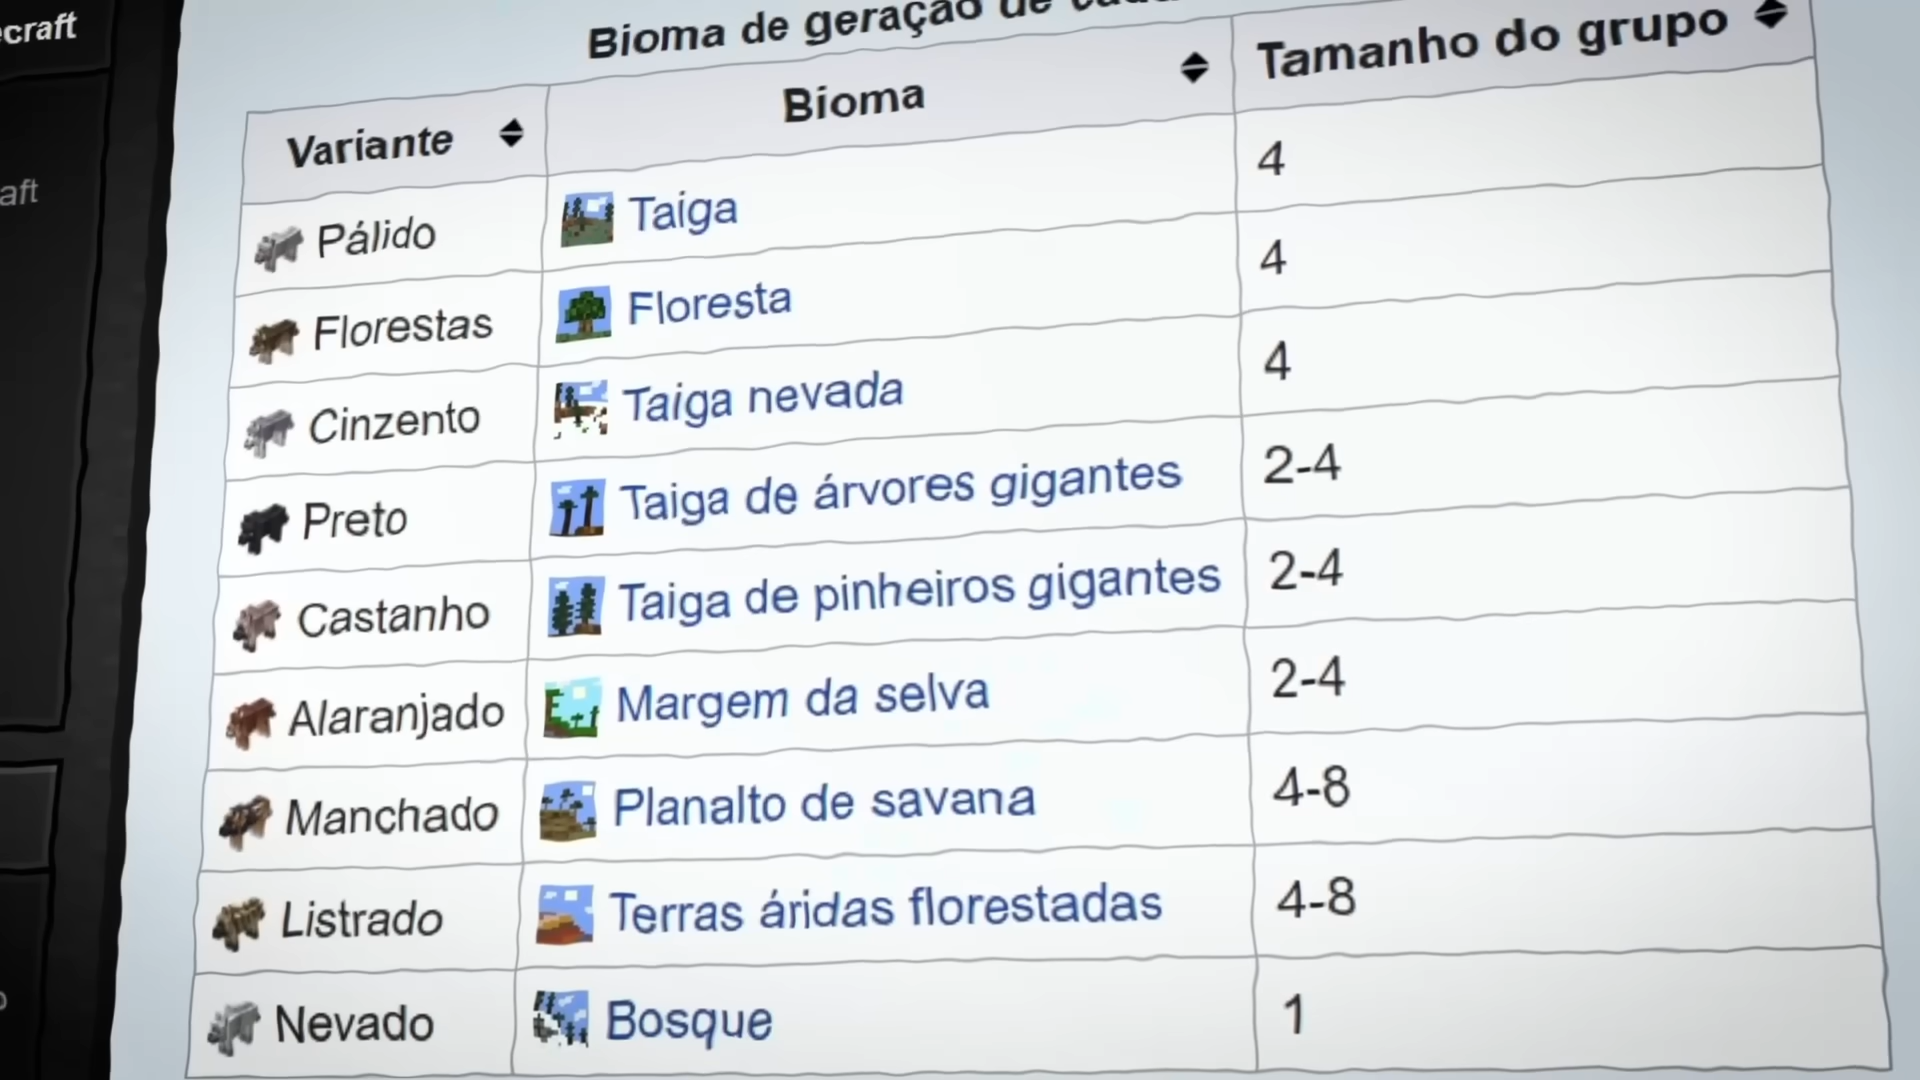 craft
aft
Bioma de geração de
Variante Bioma Tamanho do grupo
Pálido Taiga 4
Florestas Floresta 4
Cinzento Taiga nevada 4
Preto Taiga de árvores gigantes 2-4
Castanho Taiga de pinheiros gigantes 2-4
Alaranjado Margem da selva 2-4
Manchado Planalto de savana 4-8
Listrado Terras áridas florestadas 4-8
Nevado Bosque 1